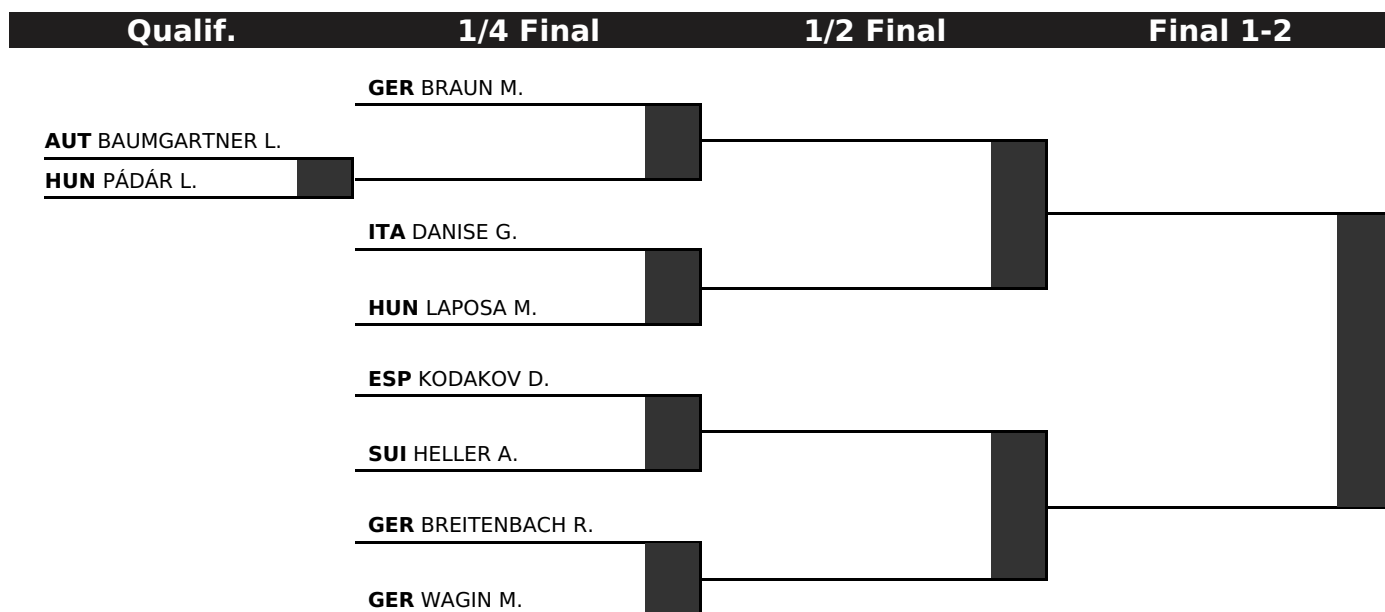 Qualif. 1/4 Final 1/2 Final Final 1-2
GER BRAUN M.
AUT BAUMGARTNER L.
HUN PÁDÁR L.
ITA DANISE G.
HUN LAPOSA M.
ESP KODAKOV D.
SUI HELLER A.
GER BREITENBACH R.
GER WAGIN M.